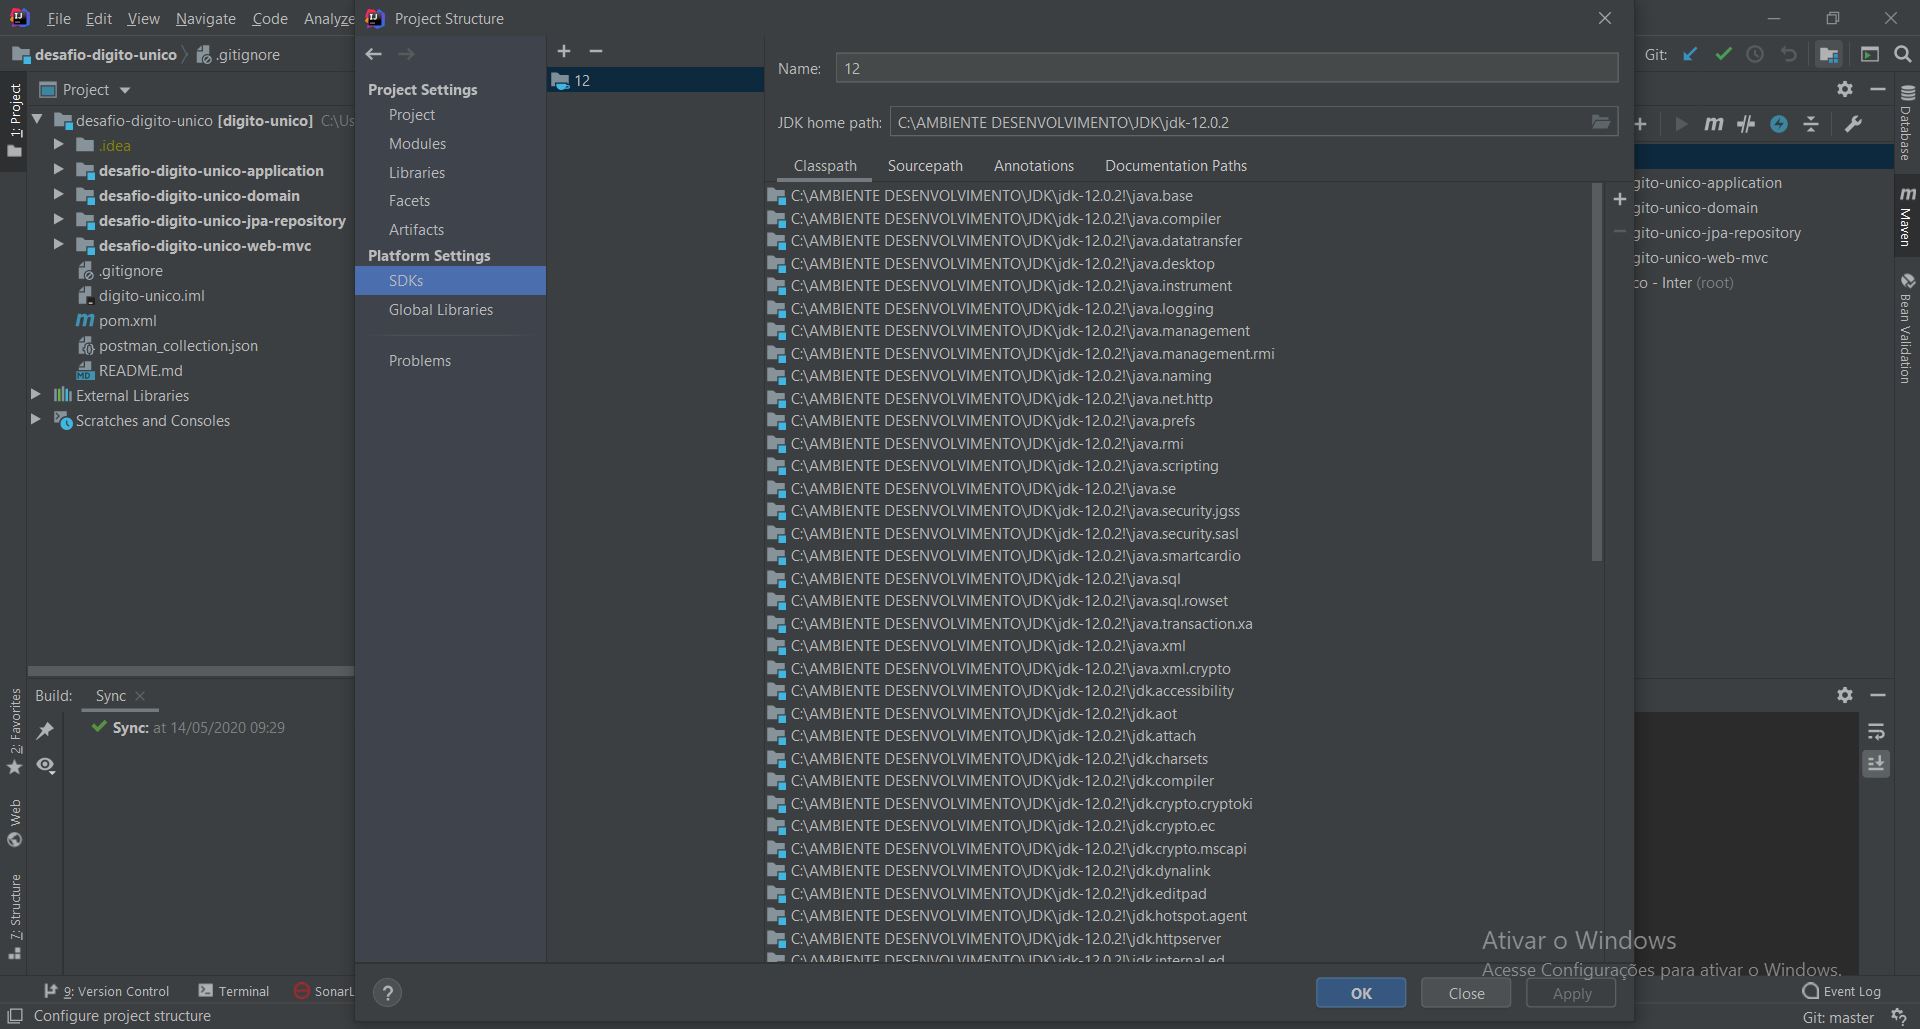 File Edit View Navigate Code Analyze
Project Structure
desafio-digito-unico .gitignore
Git:
Project
desafio-digito-unico [digito-unico] C:\Us
.idea
desafio-digito-unico-application
desafio-digito-unico-domain
desafio-digito-unico-jpa-repository
desafio-digito-unico-web-mvc
.gitignore
digito-unico.iml
pom.xml
postman_collection.json
README.md
External Libraries
Scratches and Consoles
1: Project
2: Favorites
Web
7: Structure
Build: Sync
Sync: at 14/05/2020 09:29
Project Settings
Project
Modules
Libraries
Facets
Artifacts
Platform Settings
SDKs
Global Libraries
Problems
12
Name: 12
JDK home path: C:\AMBIENTE DESENVOLVIMENTO\JDK\jdk-12.0.2
Classpath Sourcepath Annotations Documentation Paths
C:\AMBIENTE DESENVOLVIMENTO\JDK\jdk-12.0.2!\java.base
C:\AMBIENTE DESENVOLVIMENTO\JDK\jdk-12.0.2!\java.compiler
C:\AMBIENTE DESENVOLVIMENTO\JDK\jdk-12.0.2!\java.datatransfer
C:\AMBIENTE DESENVOLVIMENTO\JDK\jdk-12.0.2!\java.desktop
C:\AMBIENTE DESENVOLVIMENTO\JDK\jdk-12.0.2!\java.instrument
C:\AMBIENTE DESENVOLVIMENTO\JDK\jdk-12.0.2!\java.logging
C:\AMBIENTE DESENVOLVIMENTO\JDK\jdk-12.0.2!\java.management
C:\AMBIENTE DESENVOLVIMENTO\JDK\jdk-12.0.2!\java.management.rmi
C:\AMBIENTE DESENVOLVIMENTO\JDK\jdk-12.0.2!\java.naming
C:\AMBIENTE DESENVOLVIMENTO\JDK\jdk-12.0.2!\java.net.http
C:\AMBIENTE DESENVOLVIMENTO\JDK\jdk-12.0.2!\java.prefs
C:\AMBIENTE DESENVOLVIMENTO\JDK\jdk-12.0.2!\java.rmi
C:\AMBIENTE DESENVOLVIMENTO\JDK\jdk-12.0.2!\java.scripting
C:\AMBIENTE DESENVOLVIMENTO\JDK\jdk-12.0.2!\java.se
C:\AMBIENTE DESENVOLVIMENTO\JDK\jdk-12.0.2!\java.security.jgss
C:\AMBIENTE DESENVOLVIMENTO\JDK\jdk-12.0.2!\java.security.sasl
C:\AMBIENTE DESENVOLVIMENTO\JDK\jdk-12.0.2!\java.smartcardio
C:\AMBIENTE DESENVOLVIMENTO\JDK\jdk-12.0.2!\java.sql
C:\AMBIENTE DESENVOLVIMENTO\JDK\jdk-12.0.2!\java.sql.rowset
C:\AMBIENTE DESENVOLVIMENTO\JDK\jdk-12.0.2!\java.transaction.xa
C:\AMBIENTE DESENVOLVIMENTO\JDK\jdk-12.0.2!\java.xml
C:\AMBIENTE DESENVOLVIMENTO\JDK\jdk-12.0.2!\java.xml.crypto
C:\AMBIENTE DESENVOLVIMENTO\JDK\jdk-12.0.2!\jdk.accessibility
C:\AMBIENTE DESENVOLVIMENTO\JDK\jdk-12.0.2!\jdk.aot
C:\AMBIENTE DESENVOLVIMENTO\JDK\jdk-12.0.2!\jdk.attach
C:\AMBIENTE DESENVOLVIMENTO\JDK\jdk-12.0.2!\jdk.charsets
C:\AMBIENTE DESENVOLVIMENTO\JDK\jdk-12.0.2!\jdk.compiler
C:\AMBIENTE DESENVOLVIMENTO\JDK\jdk-12.0.2!\jdk.crypto.cryptoki
C:\AMBIENTE DESENVOLVIMENTO\JDK\jdk-12.0.2!\jdk.crypto.ec
C:\AMBIENTE DESENVOLVIMENTO\JDK\jdk-12.0.2!\jdk.crypto.mscapi
C:\AMBIENTE DESENVOLVIMENTO\JDK\jdk-12.0.2!\jdk.dynalink
C:\AMBIENTE DESENVOLVIMENTO\JDK\jdk-12.0.2!\jdk.editpad
C:\AMBIENTE DESENVOLVIMENTO\JDK\jdk-12.0.2!\jdk.hotspot.agent
C:\AMBIENTE DESENVOLVIMENTO\JDK\jdk-12.0.2!\jdk.httpserver
C:\AMBIENTE DESENVOLVIMENTO\JDK\jdk-12.0.2!\jdk.internal.ed
gito-unico-application
gito-unico-domain
gito-unico-jpa-repository
gito-unico-web-mvc
co - Inter (root)
Database
Maven
Bean Validation
Ativar o Windows
Acesse Configurações para ativar o Windows.
? OK Close Apply
9: Version Control Terminal SonarL Event Log
Configure project structure Git: master